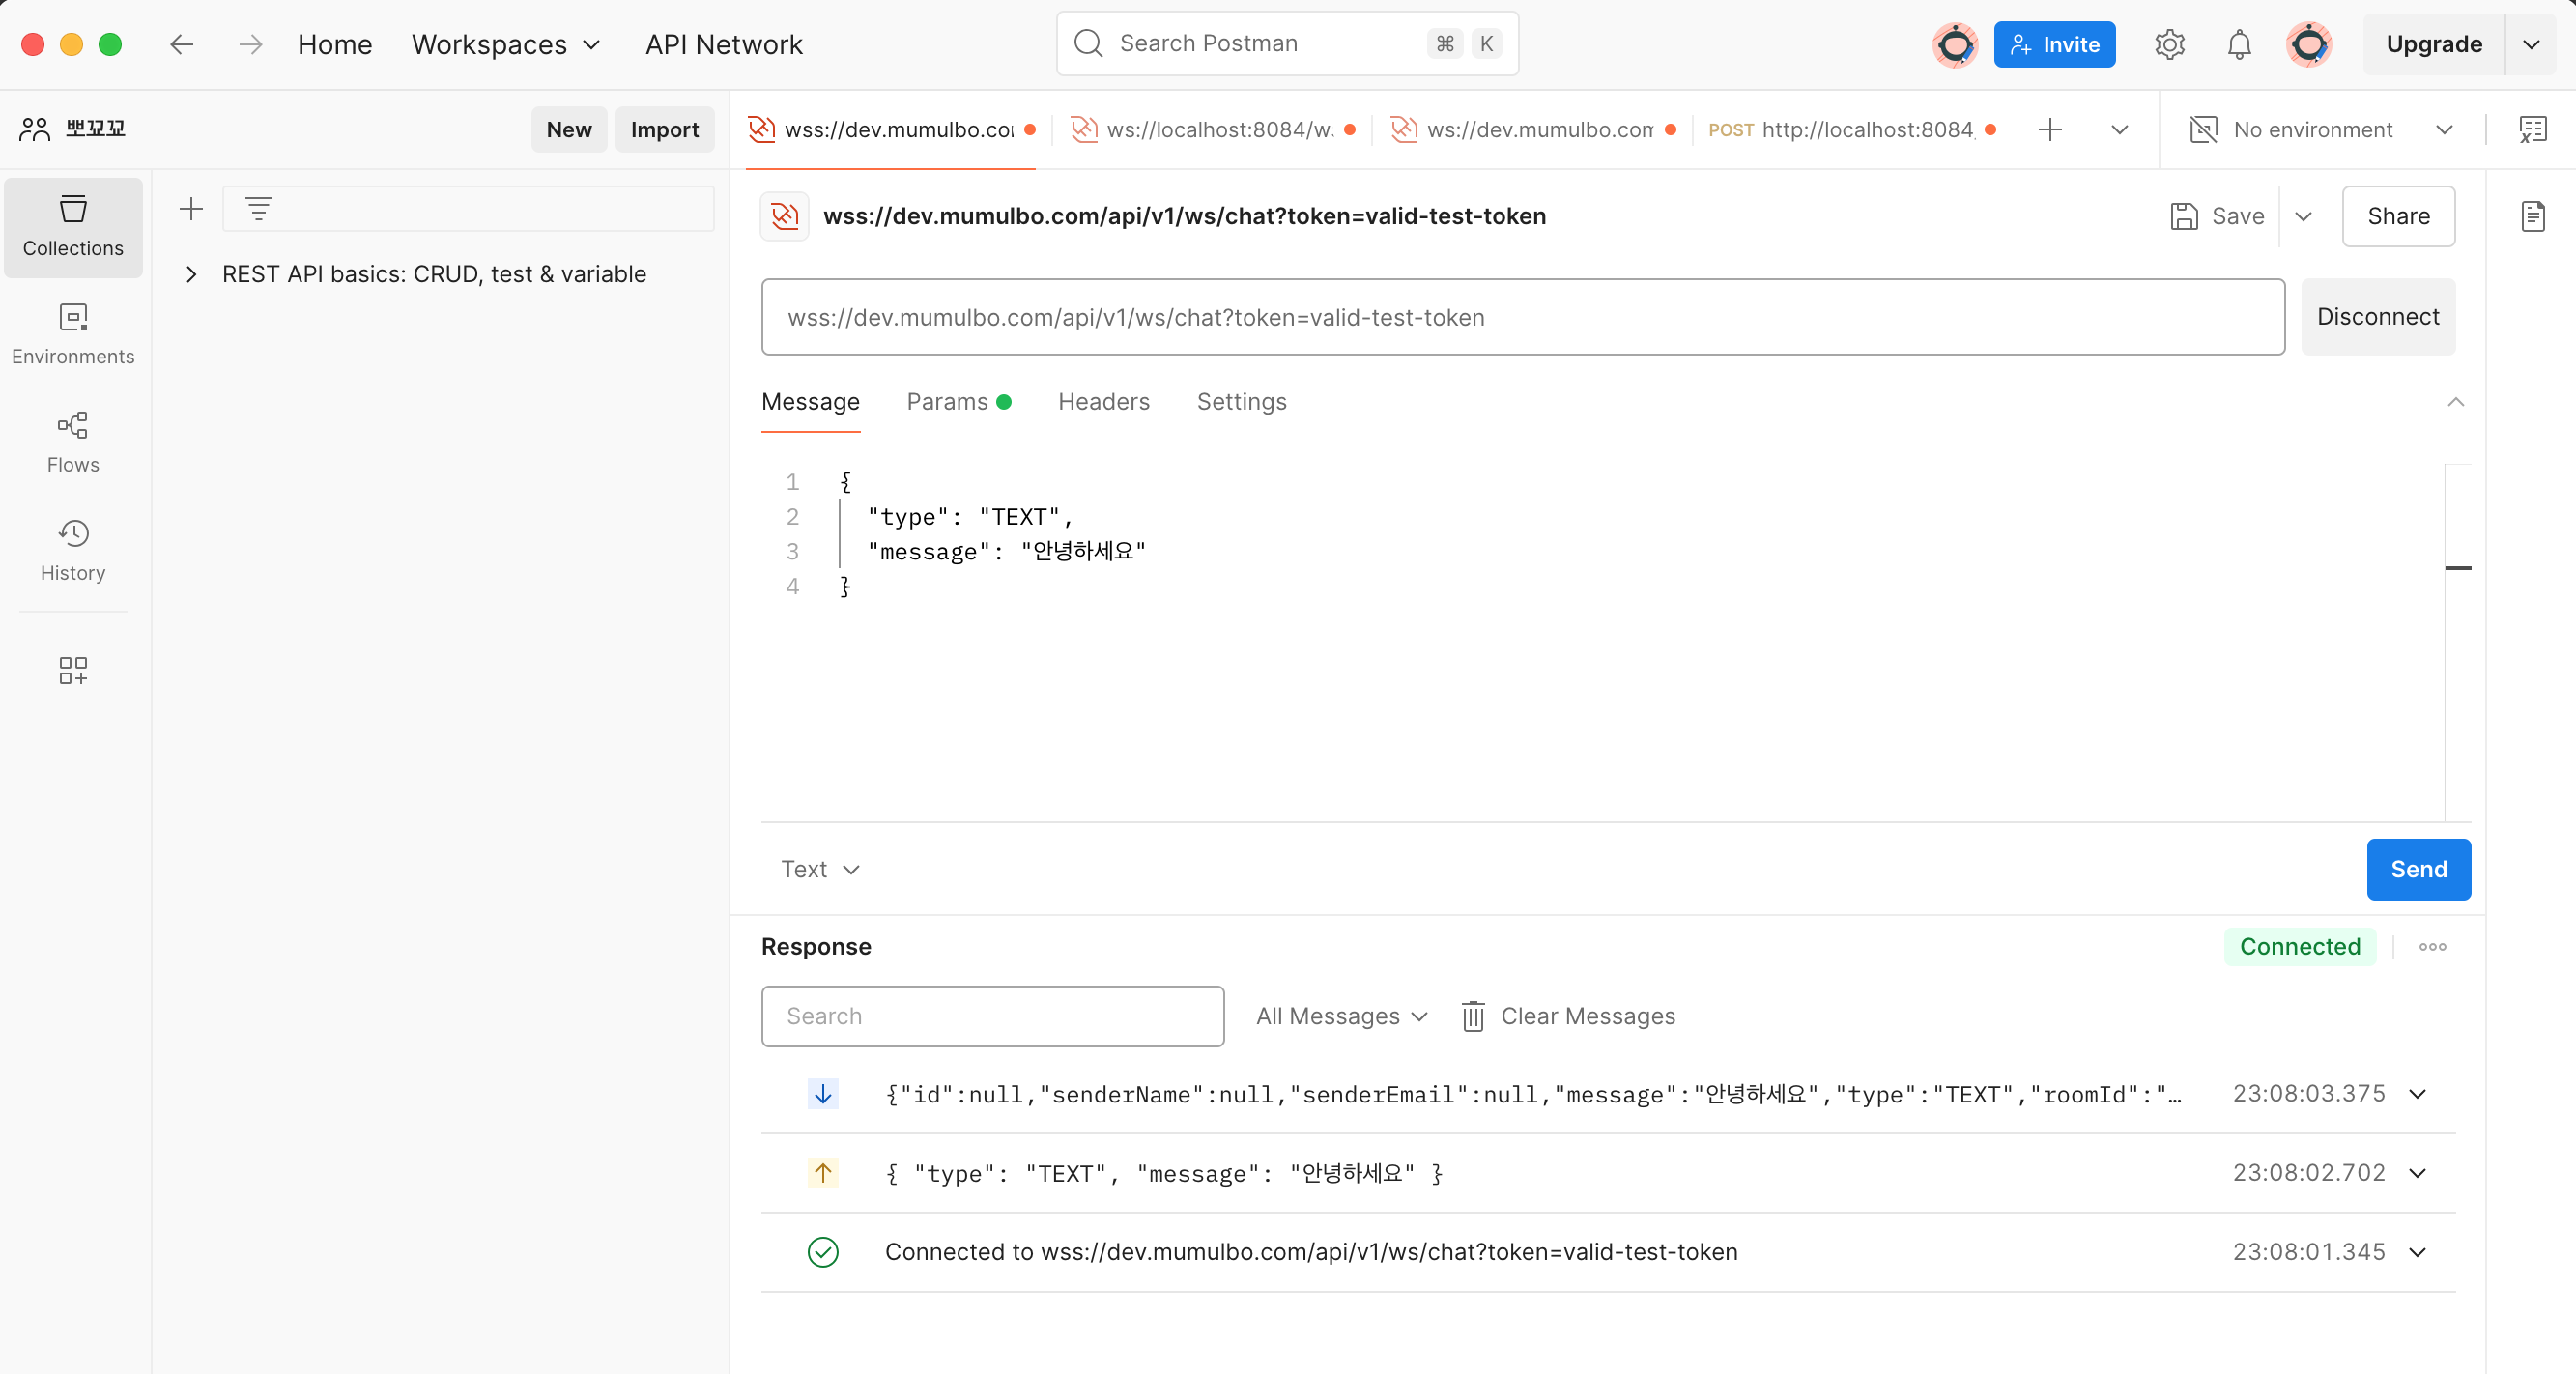 Home Workspaces API Network Search Postman ⌘ K Invite Upgrade
뽀꼬꼬 New Import
wss://dev.mumulbo.co ws://localhost:8084/w ws://dev.mumulbo.com POST http://localhost:8084 No environment
Collections
Environments
Flows
History
REST API basics: CRUD, test & variable
wss://dev.mumulbo.com/api/v1/ws/chat?token=valid-test-token Save Share
wss://dev.mumulbo.com/api/v1/ws/chat?token=valid-test-token Disconnect
Message Params Headers Settings
1 {
2 "type": "TEXT",
3 "message": "안녕하세요"
4 }
Text Send
Response Connected
Search All Messages Clear Messages
{"id":null,"senderName":null,"senderEmail":null,"message":"안녕하세요","type":"TEXT","roomId":"… 23:08:03.375
{ "type": "TEXT", "message": "안녕하세요" } 23:08:02.702
Connected to wss://dev.mumulbo.com/api/v1/ws/chat?token=valid-test-token 23:08:01.345